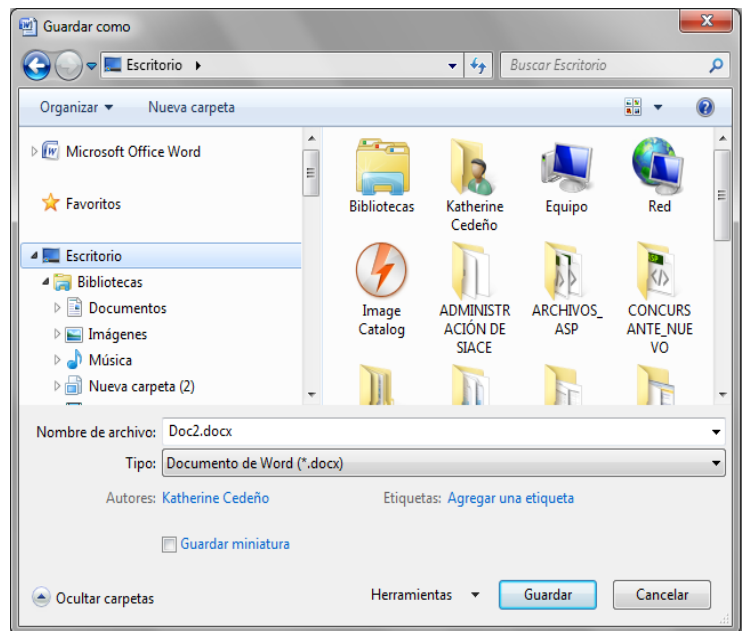 Guardar como
Escritorio
Buscar Escritorio
Organizar
Nueva carpeta
Microsoft Office Word
Favoritos
Escritorio
Bibliotecas
Documentos
Imágenes
Música
Nueva carpeta (2)
Bibliotecas
Katherine
Cedeño
Equipo
Red
Image
Catalog
ADMINISTR
ACIÓN DE
SIACE
ARCHIVOS_
ASP
CONCURS
ANTE_NUE
VO
Nombre de archivo: Doc2.docx
Tipo: Documento de Word (*.docx)
Autores: Katherine Cedeño Etiquetas: Agregar una etiqueta
Guardar miniatura
Ocultar carpetas Herramientas Guardar Cancelar